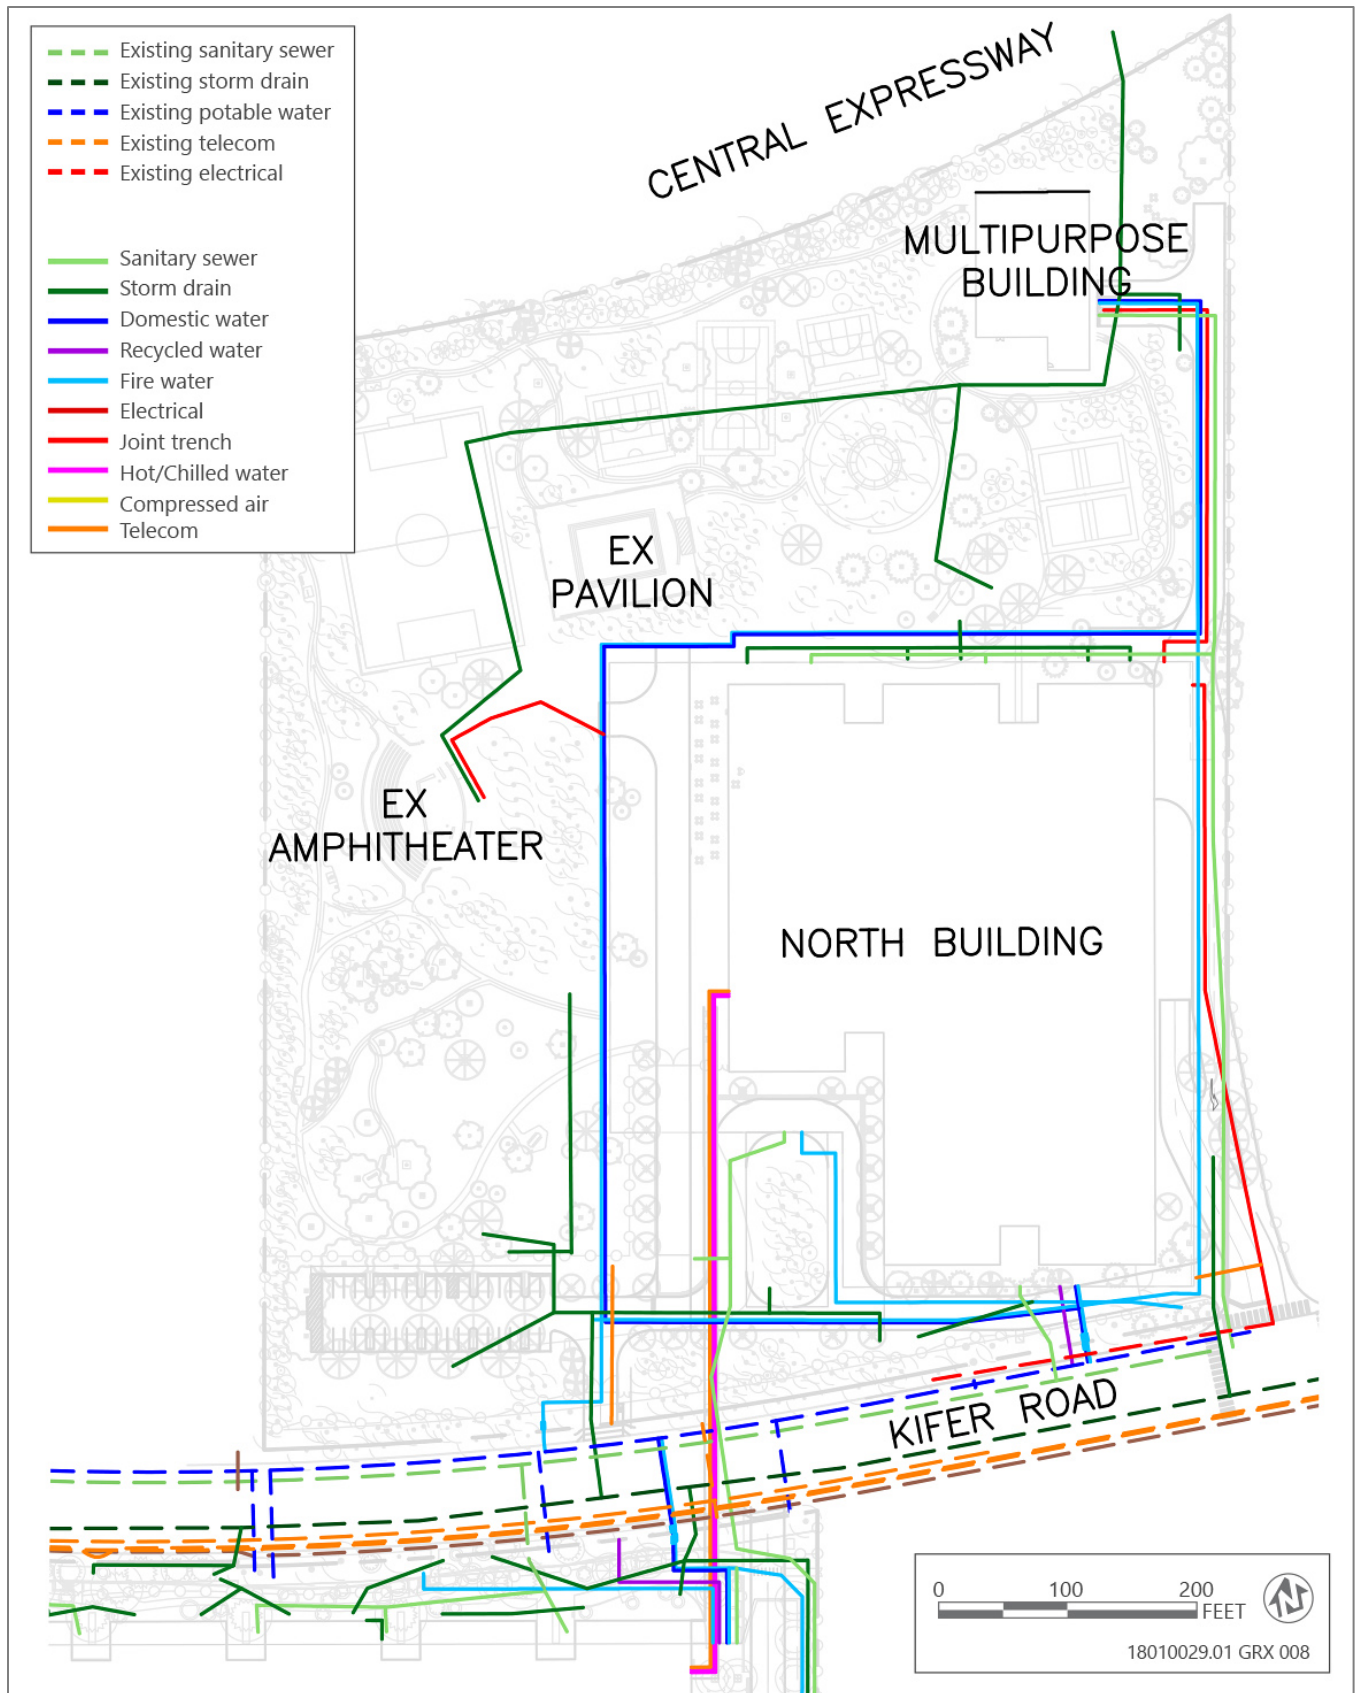 Existing sanitary sewer
Existing storm drain
Existing potable water
Existing telecom
Existing electrical
Sanitary sewer
Storm drain
Domestic water
Recycled water
Fire water
Electrical
Joint trench
Hot/Chilled water
Compressed air
Telecom
CENTRAL EXPRESSWAY
MULTIPURPOSE
BUILDING
EX
PAVILION
EX
AMPHITHEATER
NORTH BUILDING
KIFER ROAD
0 100 200
FEET
N
18010029.01 GRX 008